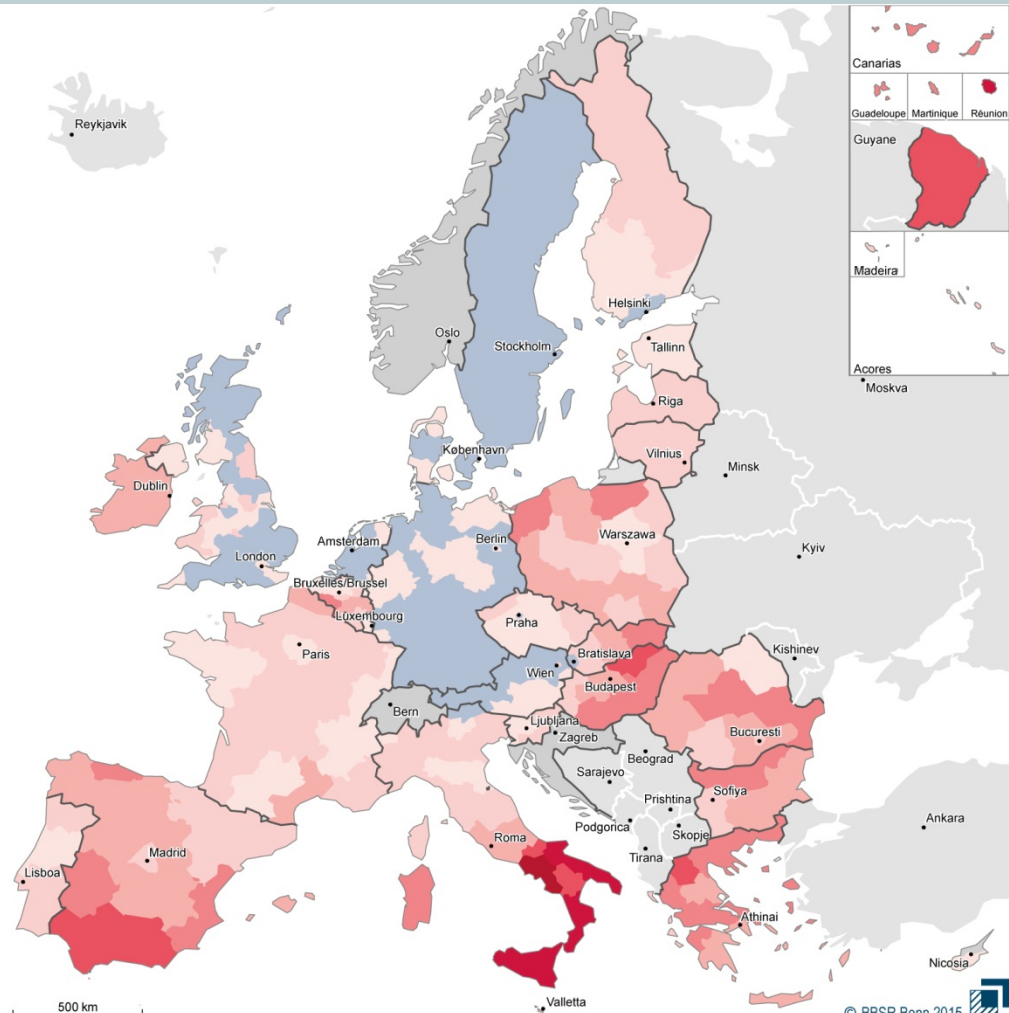 Canarias
Reykjavik
Guadeloupe Martinique Réunion
Guyane
Madeira
Helsinki
Oslo
Tallinn
Stockholm
Acores
Moskva
Riga
København
Vilnius
Minsk
Dublin
Amsterdam
Berlin
Warszawa
London
Kyiv
Bruxelles/Brussel
Luxembourg
Praha
Paris
Kishinev
Bratislava
Wien
Budapest
Bern
Ljubljana
Zagreb
Bucuresti
Beograd
Sarajevo
Sofiya
Prishtina
Podgorica
Skopje
Ankara
Roma
Madrid
Tirana
Lisboa
Athinai
Nicosia
Valletta
500 km
© BBSR Bonn 2015